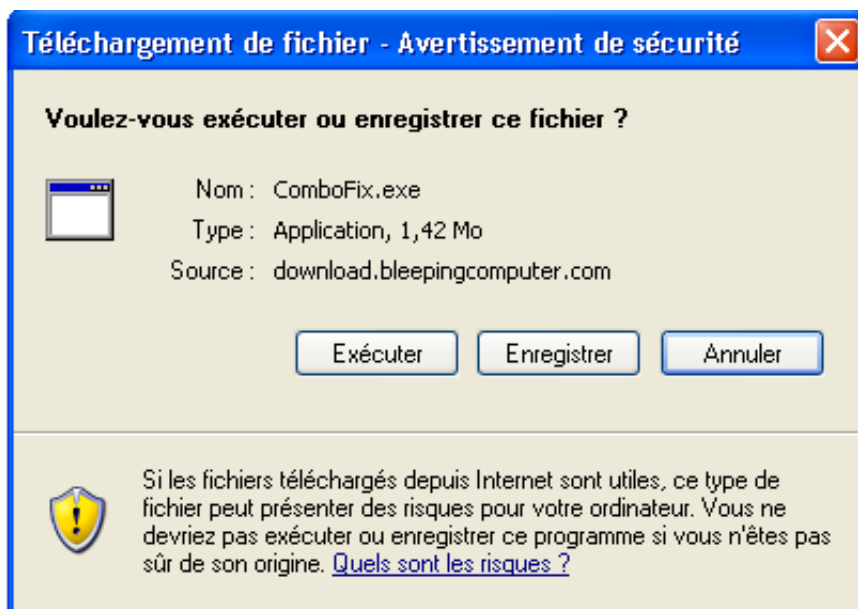 Téléchargement de fichier - Avertissement de sécurité
Voulez-vous exécuter ou enregistrer ce fichier ?
Nom : ComboFix.exe
Type : Application, 1,42 Mo
Source : download.bleepingcomputer.com
Exécuter Enregistrer Annuler
Si les fichiers téléchargés depuis Internet sont utiles, ce type de
fichier peut présenter des risques pour votre ordinateur. Vous ne
devriez pas exécuter ou enregistrer ce programme si vous n'êtes pas
sûr de son origine. Quels sont les risques ?